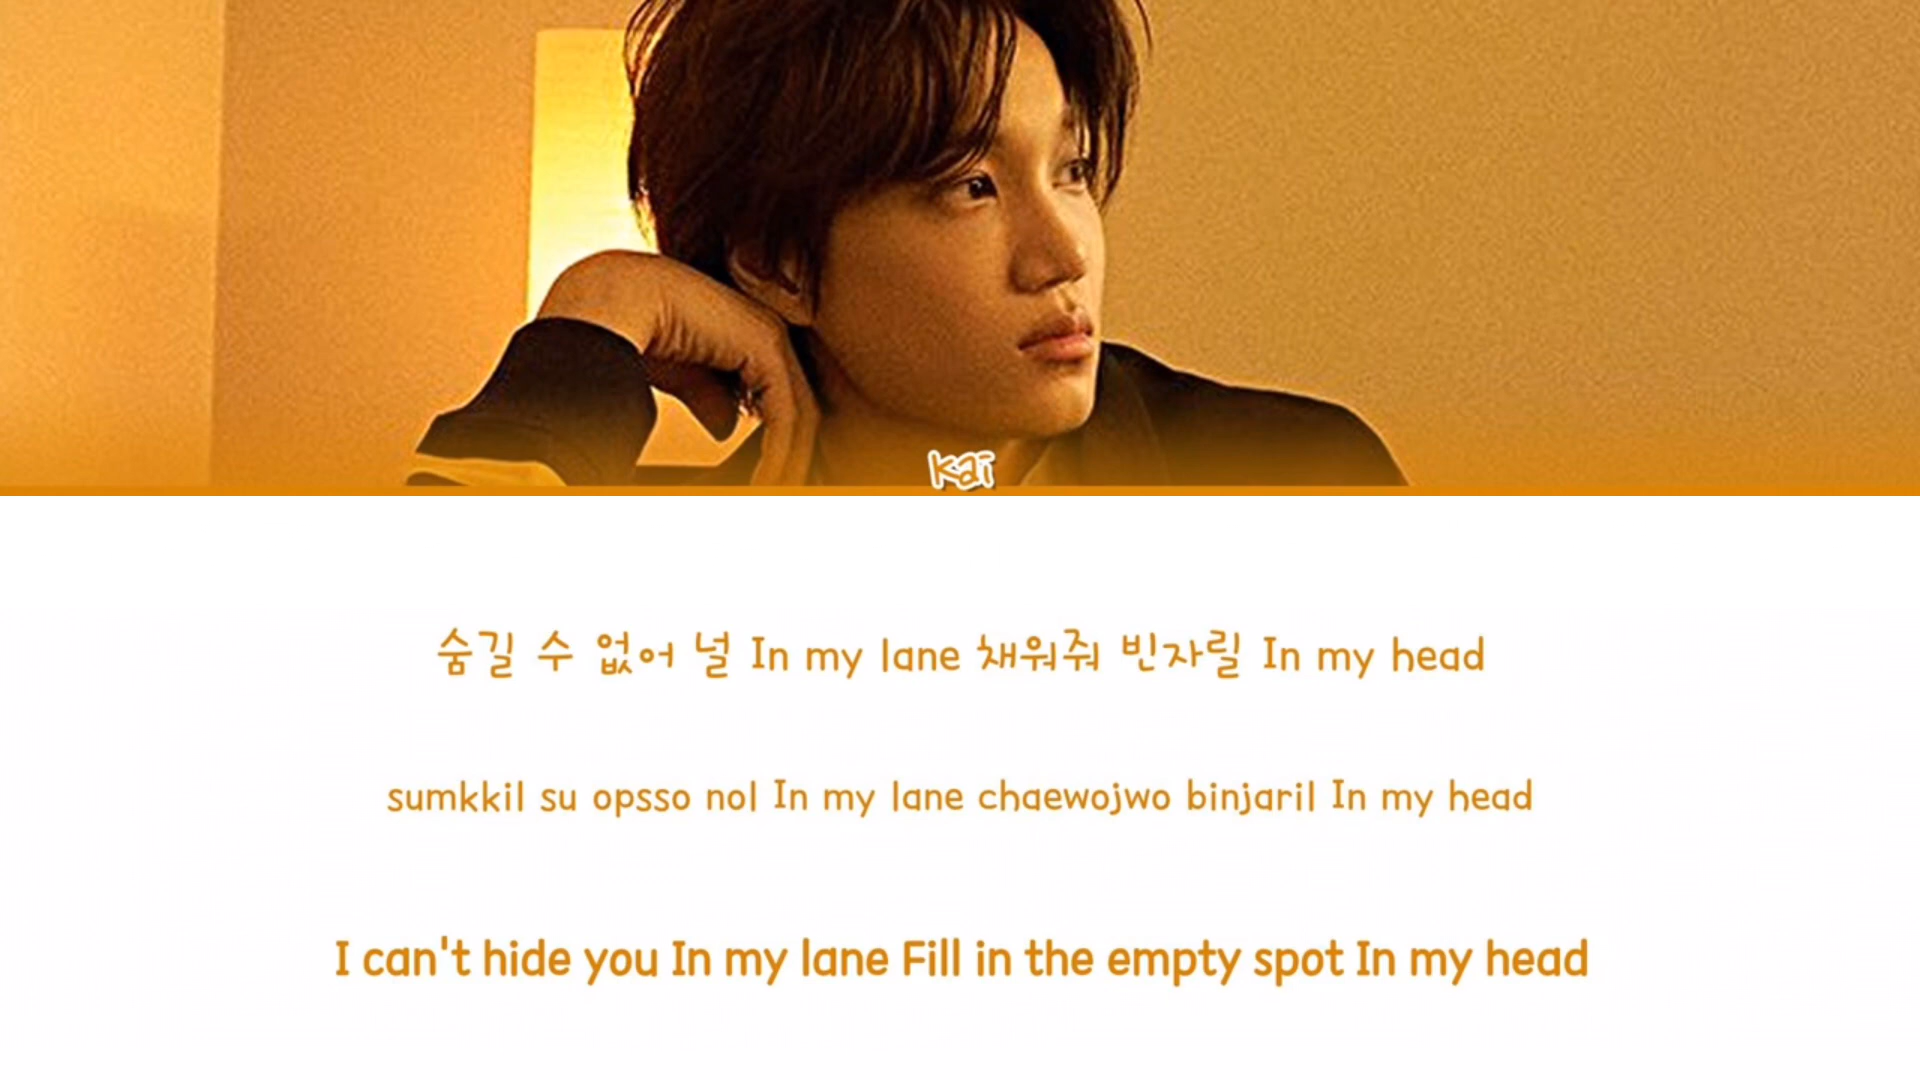 kai
숨길 수 없어 널 In my lane 채워줘 빈자릴 In my head
sumkkil su opsso nol In my lane chaewojwo binjaril In my head
I can't hide you In my lane Fill in the empty spot In my head